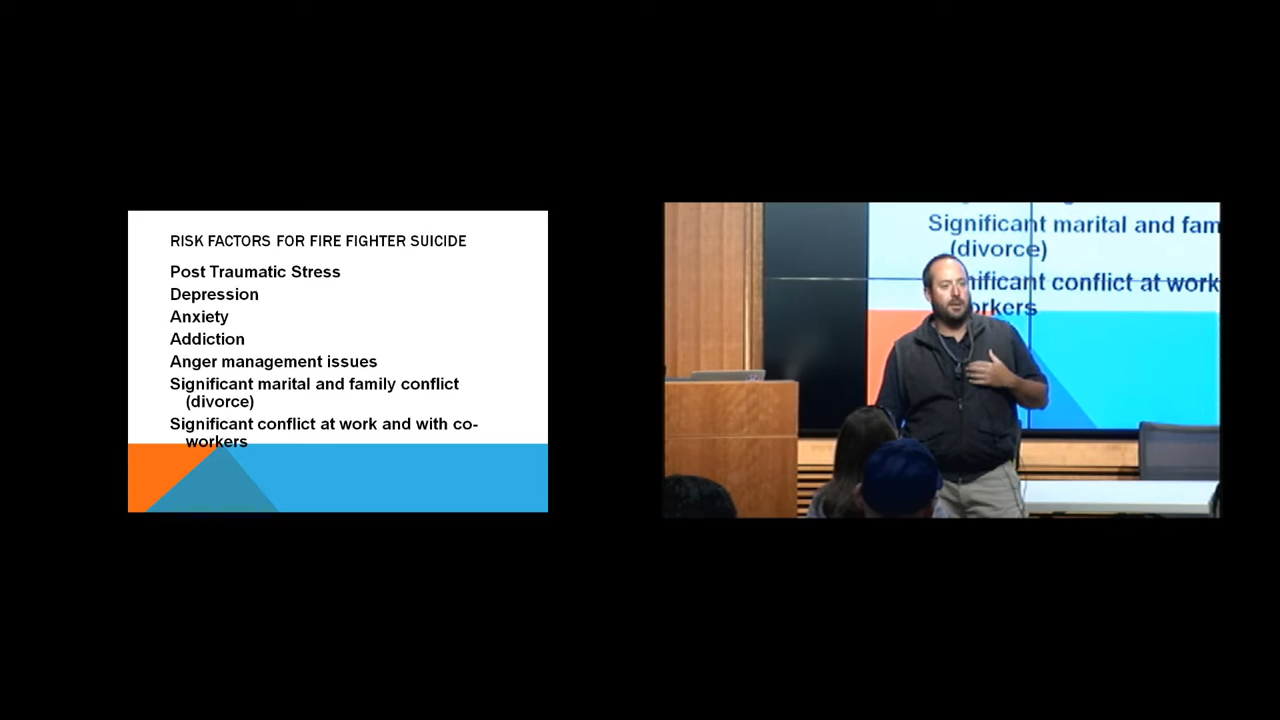 RISK FACTORS FOR FIRE FIGHTER SUICIDE
Post Traumatic Stress
Depression
Anxiety
Addiction
Anger management issues
Significant marital and family conflict
(divorce)
Significant conflict at work and with co-
workers
Significant marital and fam
(divorce)
nificant conflict at work
orkers